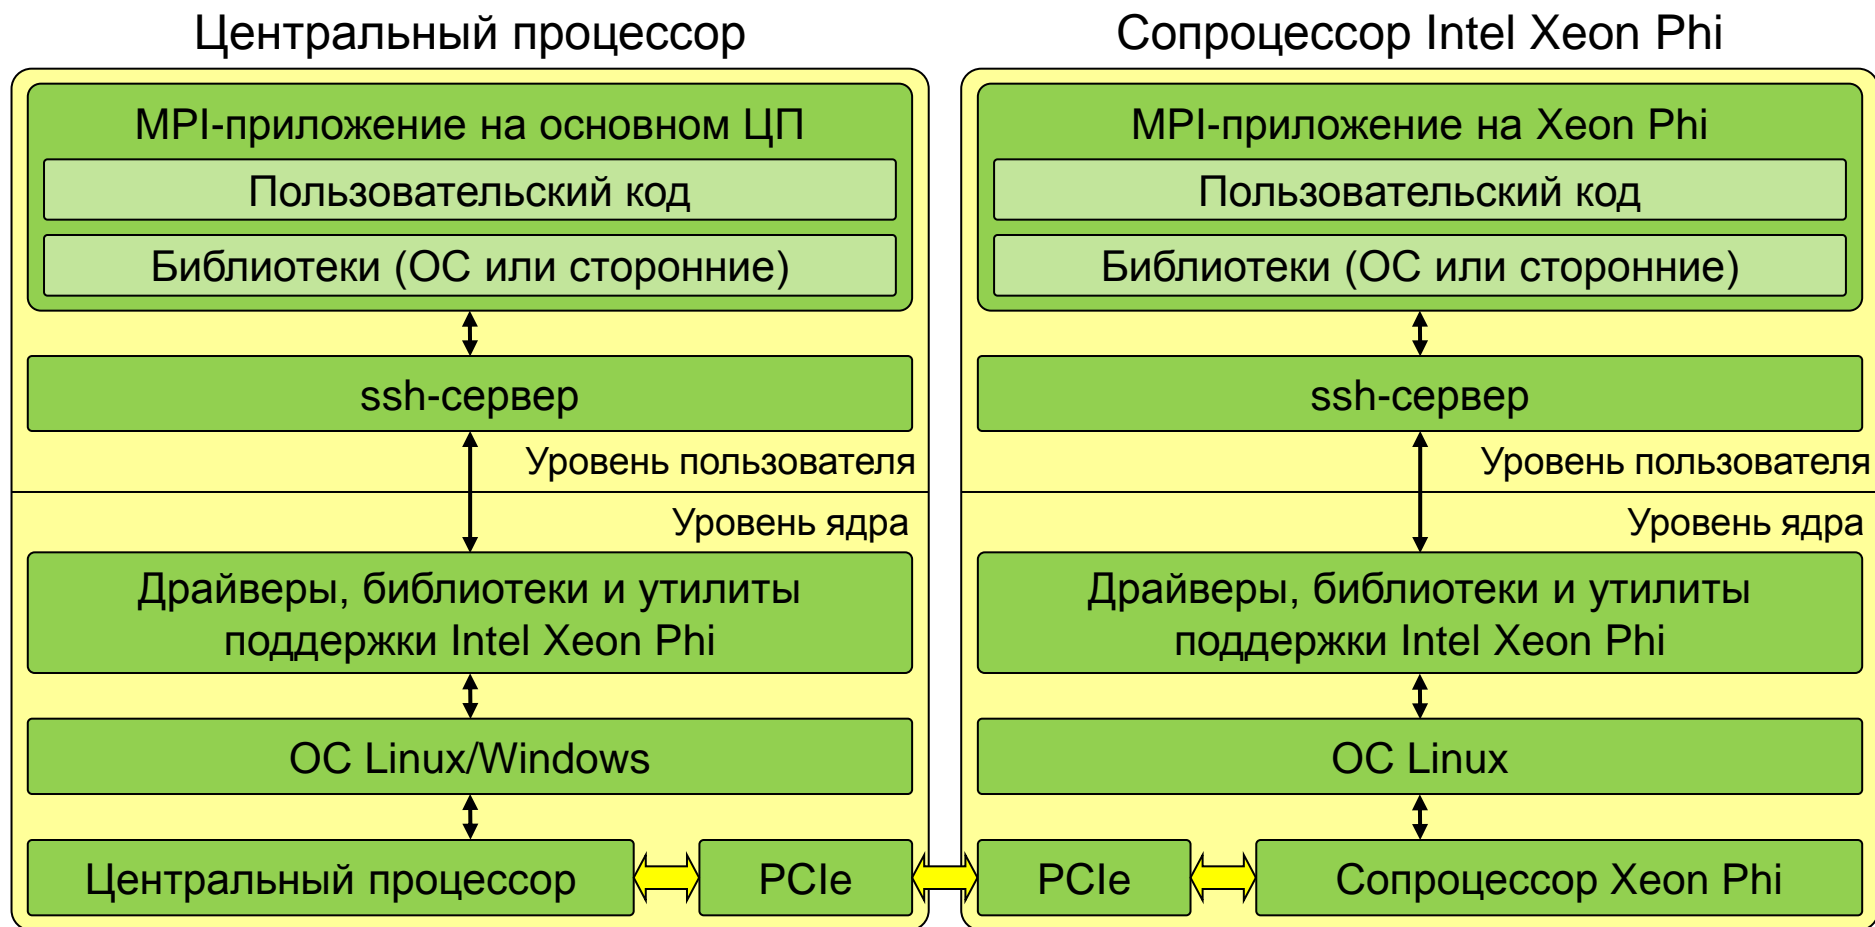 Центральный процессор
MPI-приложение на основном ЦП
Пользовательский код
Библиотеки (ОС или сторонние)
ssh-сервер
Уровень пользователя
Уровень ядра
Драйверы, библиотеки и утилиты
поддержки Intel Xeon Phi
ОС Linux/Windows
Центральный процессор
PCIe
Сопроцессор Intel Xeon Phi
MPI-приложение на Xeon Phi
Пользовательский код
Библиотеки (ОС или сторонние)
ssh-сервер
Уровень пользователя
Уровень ядра
Драйверы, библиотеки и утилиты
поддержки Intel Xeon Phi
ОС Linux
PCIe
Сопроцессор Xeon Phi